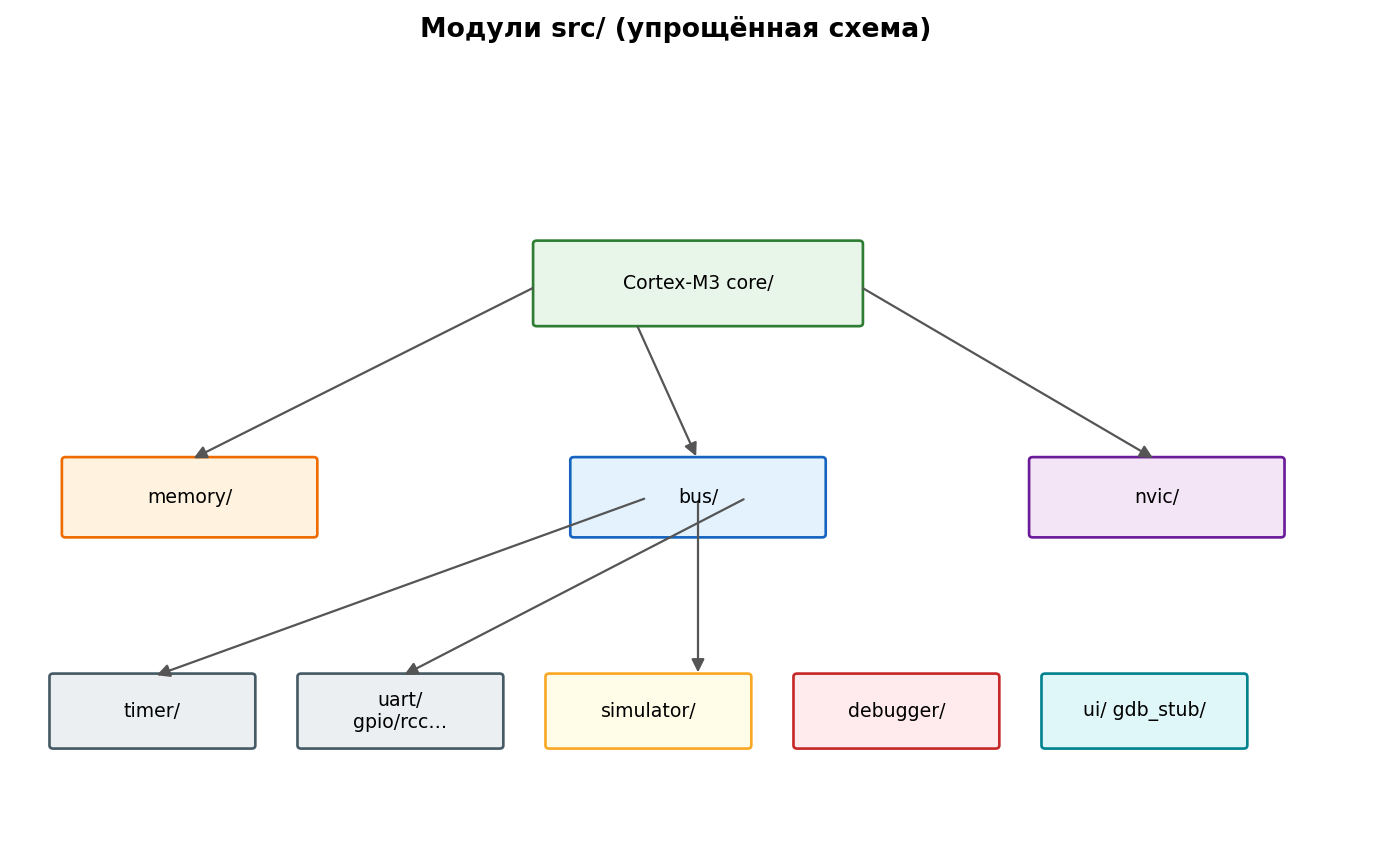 Модули src/ (упрощённая схема)
Cortex-M3 core/
memory/
bus/
nvic/
timer/
uart/
gpio/rcc...
simulator/
debugger/
ui/ gdb_stub/